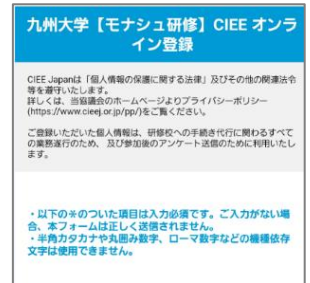 九州大学【モナシュ研修】CIEE オンラ
イン登録
CIEE Japanは「個人情報の保護に関する法律」及びその他の関連法令
等を遵守いたします。
詳しくは、当協議会のホームページよりプライバシーポリシー
(https://www.cieej.or.jp/pp/)をご覧ください。
ご登録いただいた個人情報は、研修校への手続き代行に関わるすべて
の業務遂行のため、及び参加後のアンケート送信のために利用いたし
ます。
・以下の＊のついた項目は入力必須です。ご入力がない場
合、本フォームは正しく送信されません。
・半角カタカナや丸囲み数字、ローマ数字などの機種依存
文字は使用できません。